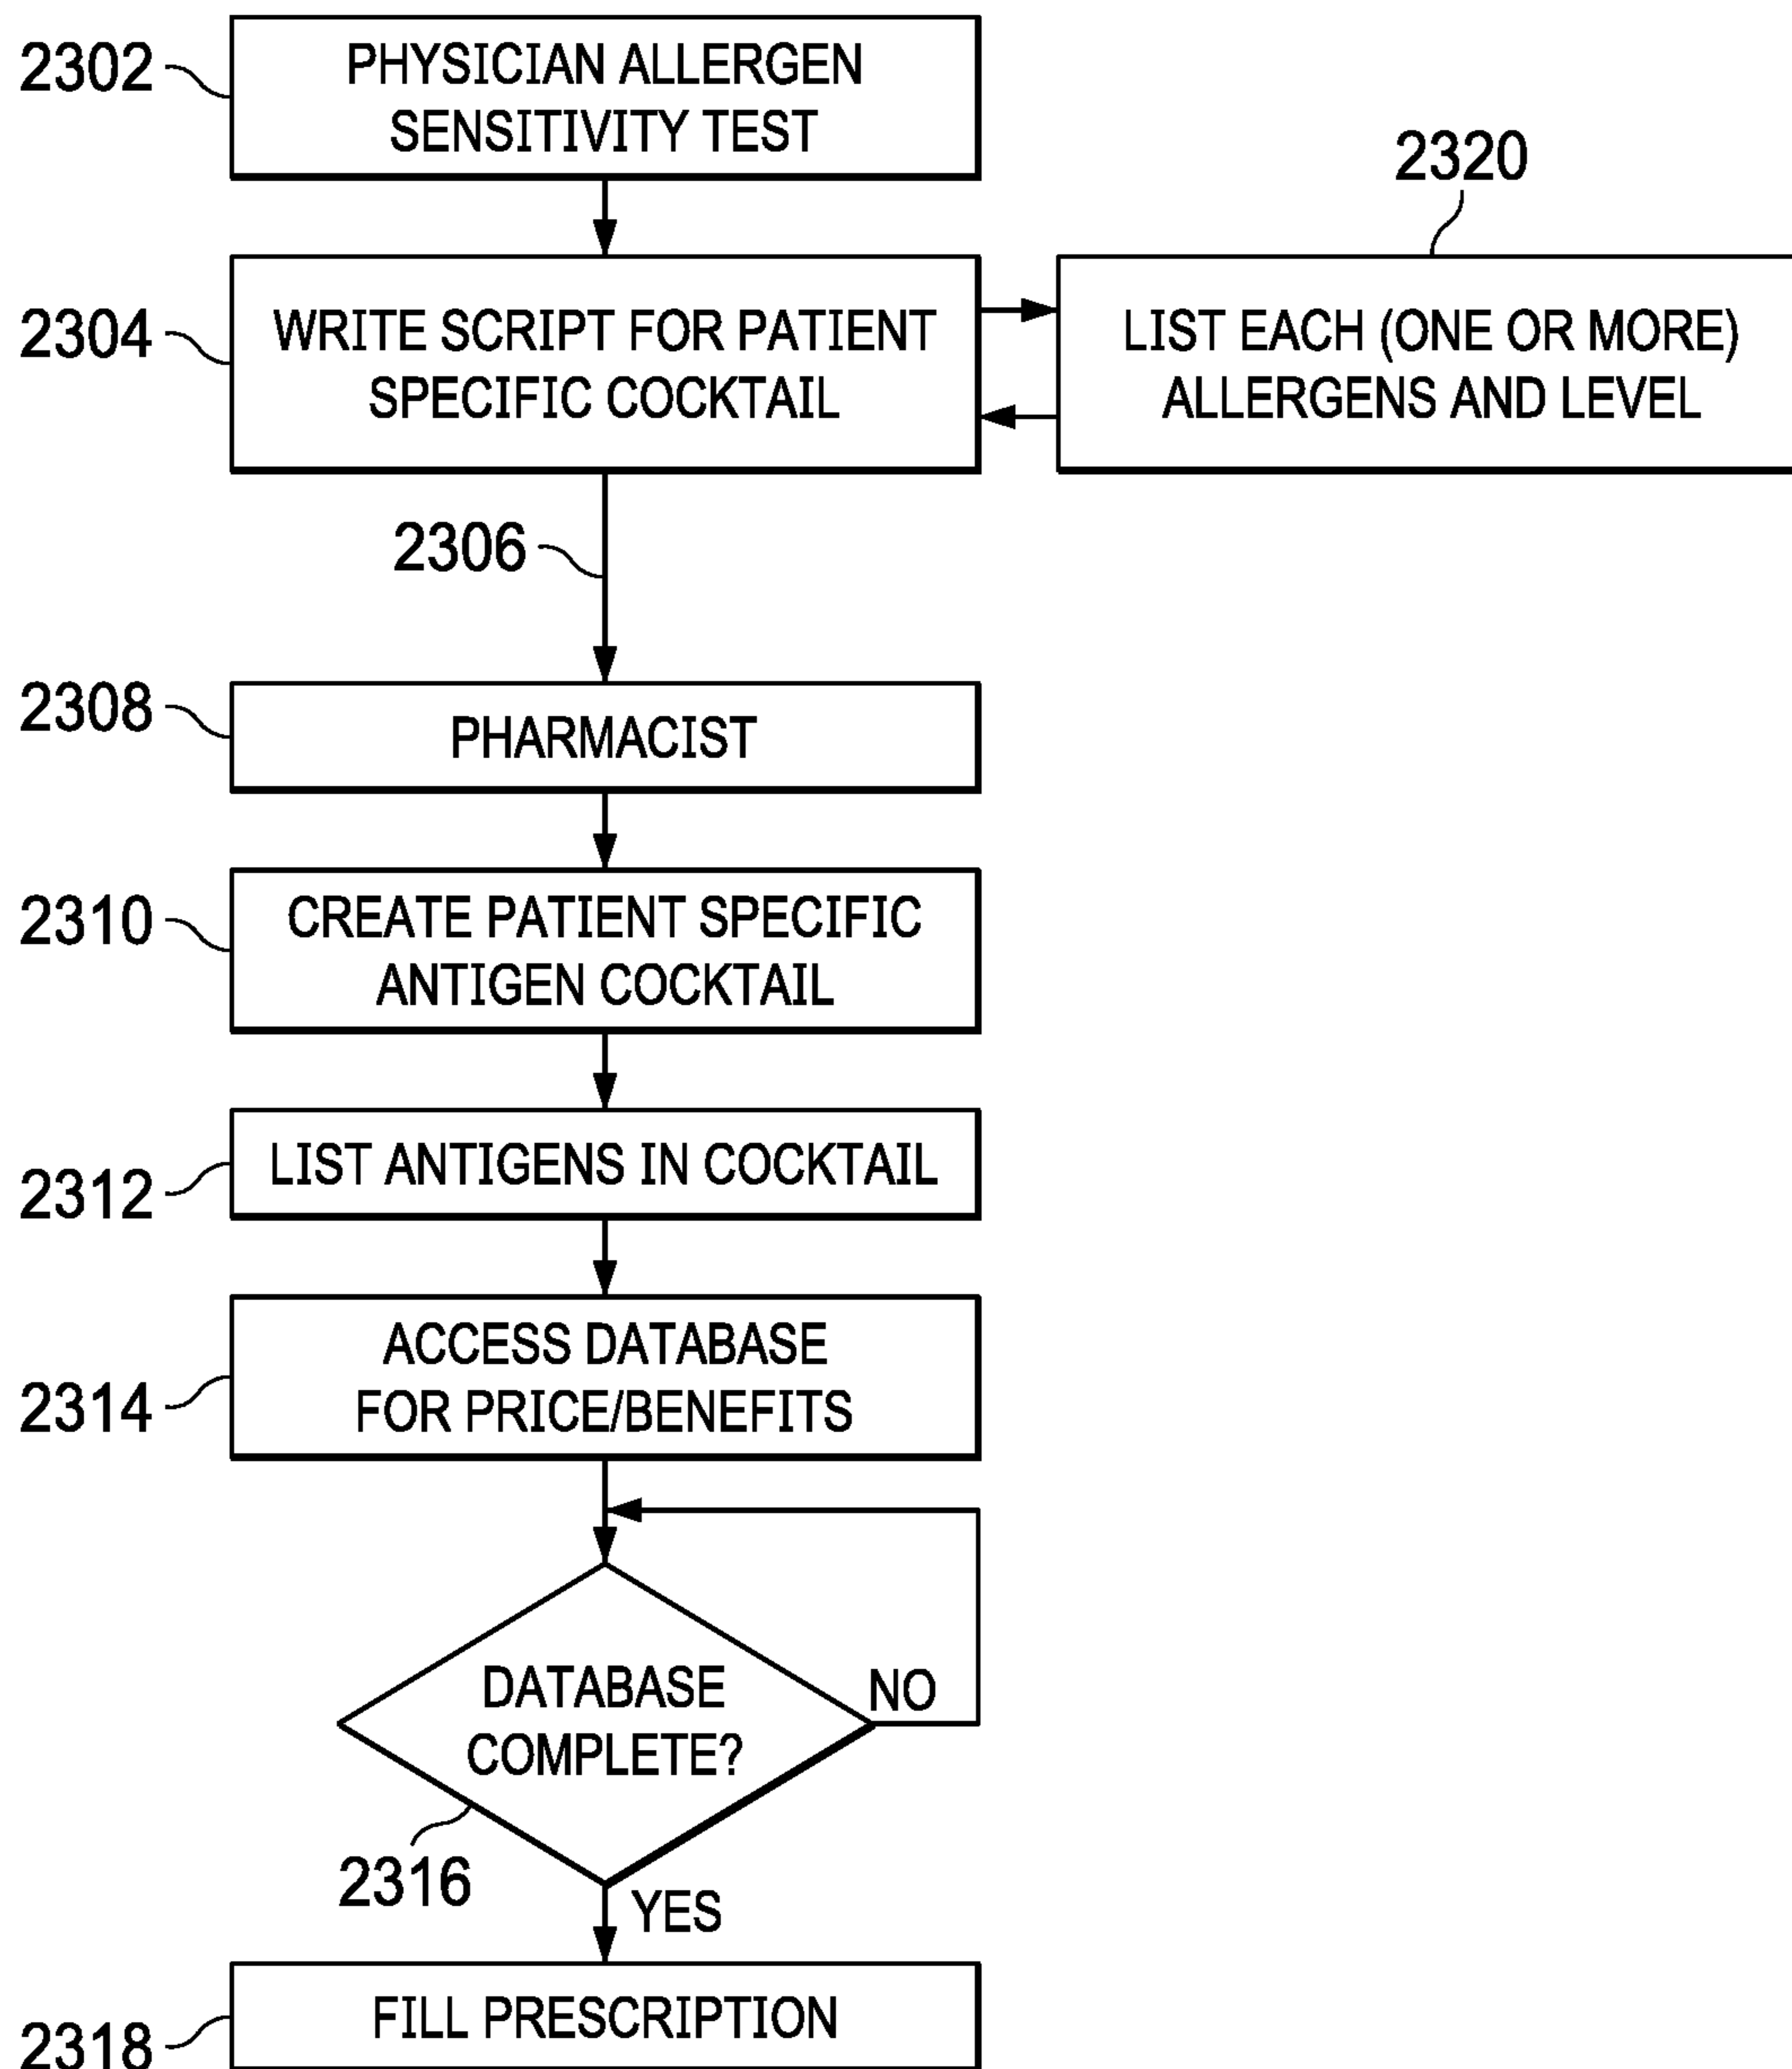 2302
PHYSICIAN ALLERGEN
SENSITIVITY TEST
2320
2304
WRITE SCRIPT FOR PATIENT
SPECIFIC COCKTAIL
LIST EACH (ONE OR MORE)
ALLERGENS AND LEVEL
2306
2308
PHARMACIST
2310
CREATE PATIENT SPECIFIC
ANTIGEN COCKTAIL
2312
LIST ANTIGENS IN COCKTAIL
2314
ACCESS DATABASE
FOR PRICE/BENEFITS
DATABASE
COMPLETE?
NO
2316
YES
2318
FILL PRESCRIPTION